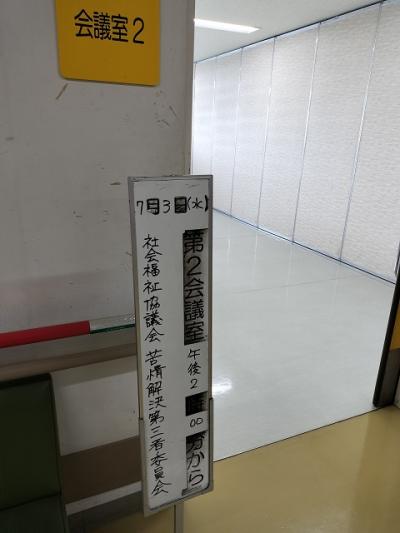 会議室2
7月3日(水)
第2会議室 午後2時00分から
社会福祉協議会 苦情解決第三者委員会